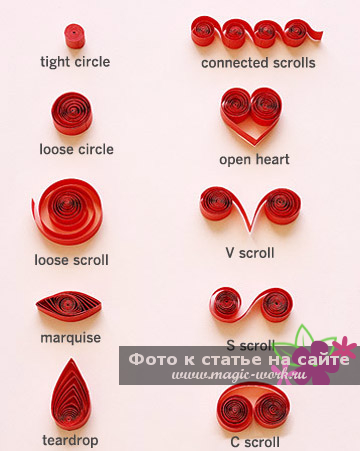 tight circle
connected scrolls
loose circle
open heart
loose scroll
V scroll
marquise
S scroll
Фото к статье на сайте
www.magic-work.ru
teardrop
C scroll